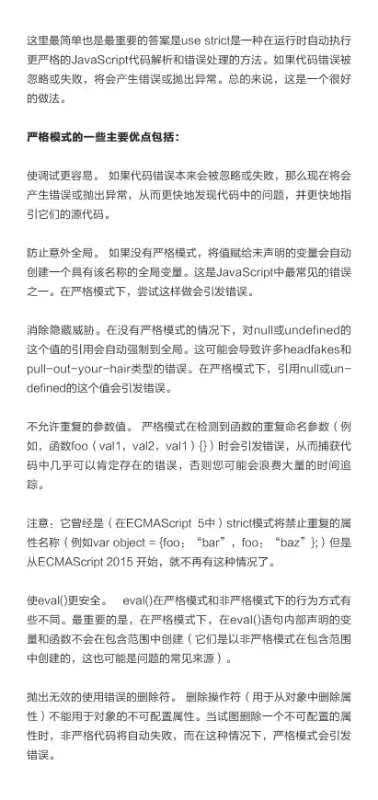 这里最简单也是最重要的答案是use strict是一种在运行时自动执行
更严格的JavaScript代码解析和错误处理的方法。如果代码错误被
忽略或失败，将会产生错误或抛出异常。总的来说，这是一个很好
的做法。
严格模式的一些主要优点包括：
使调试更容易。 如果代码错误本来会被忽略或失败，那么现在将会
产生错误或抛出异常，从而更快地发现代码中的问题，并更快地指
引它们的源代码。
防止意外全局。 如果没有严格模式，将值赋给未声明的变量会自动
创建一个具有该名称的全局变量。这是JavaScript中最常见的错误
之一。在严格模式下，尝试这样做会引发错误。
消除隐藏威胁。在没有严格模式的情况下，对null或undefined的
这个值的引用会自动强制到全局。这可能会导致许多headfakes和
pull-out-your-hair类型的错误。在严格模式下，引用null或un-
defined的这个值会引发错误。
不允许重复的参数值。 严格模式在检测到函数的重复命名参数（例
如，函数foo（val1，val2，val1）{}）时会引发错误，从而捕获代
码中几乎可以肯定存在的错误，否则您可能会浪费大量的时间追
踪。
注意：它曾经是（在ECMAScript 5中）strict模式将禁止重复的属
性名称（例如var object = {foo：“bar”，foo：“baz”};）但是
从ECMAScript 2015 开始，就不再有这种情况了。
使eval()更安全。 eval()在严格模式和非严格模式下的行为方式有
些不同。最重要的是，在严格模式下，在eval()语句内部声明的变
量和函数不会在包含范围中创建（它们是以非严格模式在包含范围
中创建的，这也可能是问题的常见来源）。
抛出无效的使用错误的删除符。 删除操作符（用于从对象中删除属
性）不能用于对象的不可配置属性。当试图删除一个不可配置的属
性时，非严格代码将自动失败，而在这种情况下，严格模式会引发
错误。